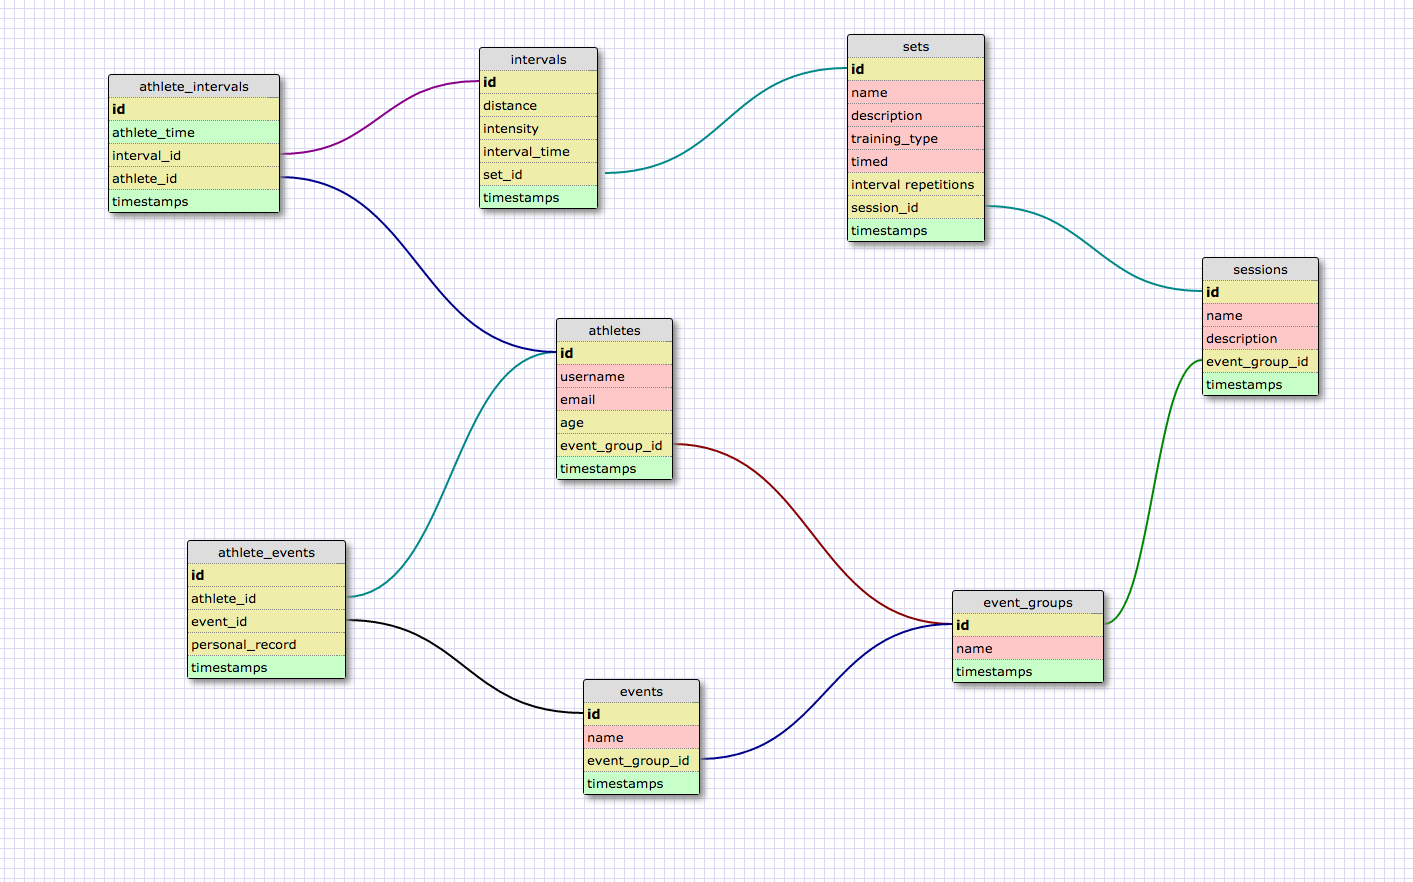 athlete_intervals
id
athlete_time
interval_id
athlete_id
timestamps
intervals
id
distance
intensity
interval_time
set_id
timestamps
sets
id
name
description
training_type
timed
interval repetitions
session_id
timestamps
sessions
id
name
description
event_group_id
timestamps
athletes
id
username
email
age
event_group_id
timestamps
athlete_events
id
athlete_id
event_id
personal_record
timestamps
events
id
name
event_group_id
timestamps
event_groups
id
name
timestamps